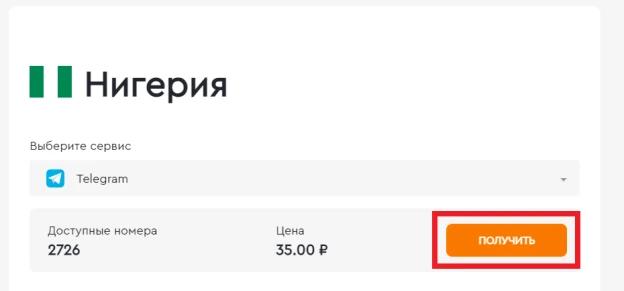 Нигерия
Выберите сервис
Telegram
Доступные номера
2726
Цена
35.00 ₽
ПОЛУЧИТЬ